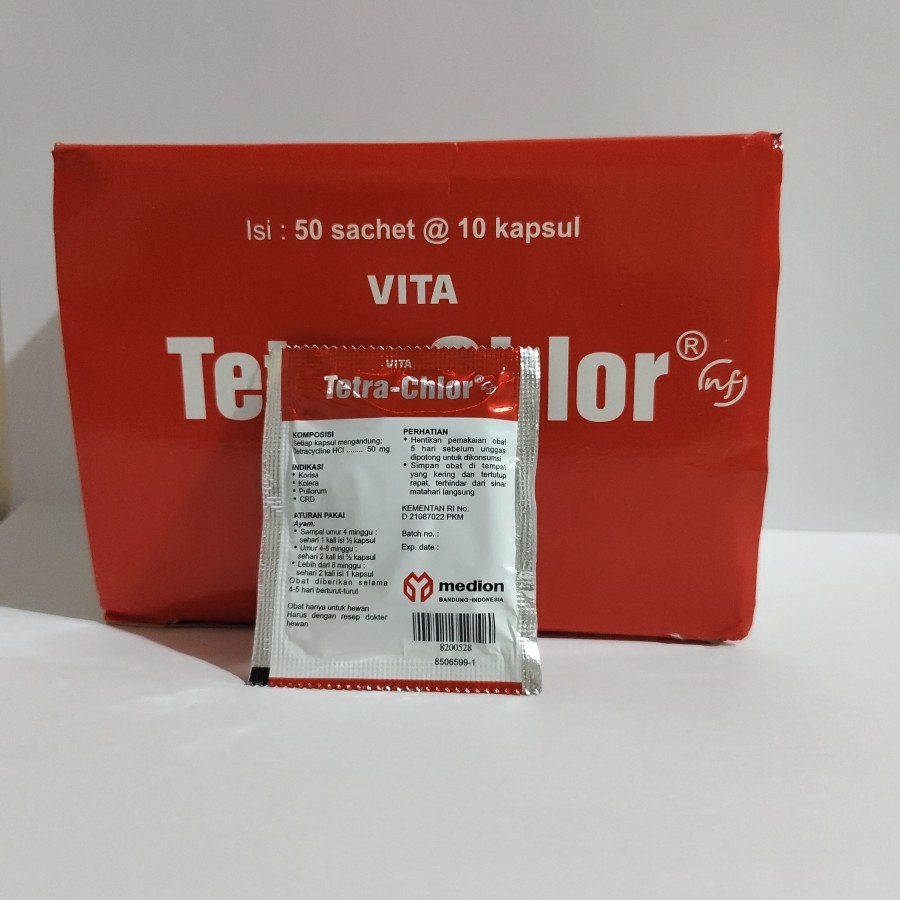 Isi : 50 sachet @ 10 kapsul
VITA
Te lor®
nf
VITA
Tetra-Chlor®
KOMPOSISI
Setiap kapsul mengandung:
Tetracycline HCl ........ 50 mg
INDIKASI
• Korisa
• Kolera
• Pullorum
• CRD
ATURAN PAKAI
Ayam:
• Sampai umur 4 minggu :
sehari 1 kali isi ½ kapsul
• Umur 4-8 minggu :
sehari 2 kali isi ½ kapsul
• Lebih dari 8 minggu :
sehari 2 kali isi 1 kapsul
Obat diberikan selama
4-5 hari berturut-turut
Obat hanya untuk hewan
Harus dengan resep dokter
hewan
PERHATIAN
• Hentikan pemakaian obat
5 hari sebelum unggas
dipotong untuk dikonsumsi
• Simpan obat di tempat
yang kering dan tertutup
rapat, terhindar dari sinar
matahari langsung
KEMENTAN RI No.
D 21087022 PKM
Batch no. :
Exp. date :
medion
BANDUNG-INDONESIA
8200528
8506599-1